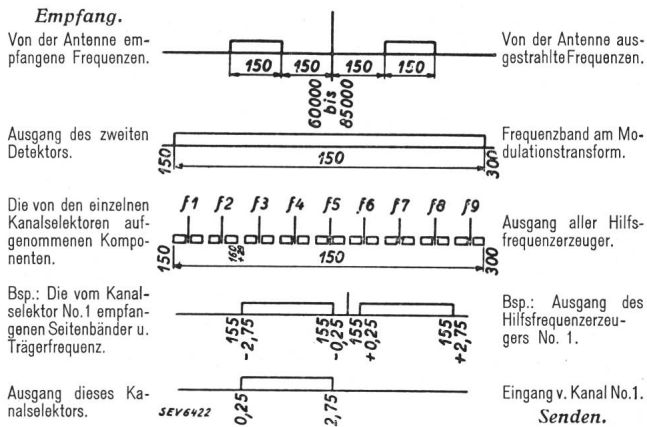 Empfang.
Von der Antenne em-
pfangene Frequenzen.
150 150 150 150
60000
bis
85000
Von der Antenne aus-
gestrahlte Frequenzen.
Ausgang des zweiten
Detektors.
150
150
300
Frequenzband am Mo-
dulationstransform.
Die von den einzelnen
Kanalselektoren auf-
genommenen Kompo-
nenten.
f1 f2 f3 f4 f5 f6 f7 f8 f9
150
150
300
Ausgang aller Hilfs-
frequenzerzeuger.
Bsp.: Die vom Kanal-
selektor No.1 empfan-
genen Seitenbänder u.
Trägerfrequenz.
155
-2,75
155
-0,25
155
+0,25
155
+2,75
Bsp.: Ausgang des
Hilfsfrequenzerzeu-
gers No. 1.
Ausgang dieses Ka-
nalselektors.
SEV6422
0,25
2,75
Eingang v. Kanal No.1.
Senden.